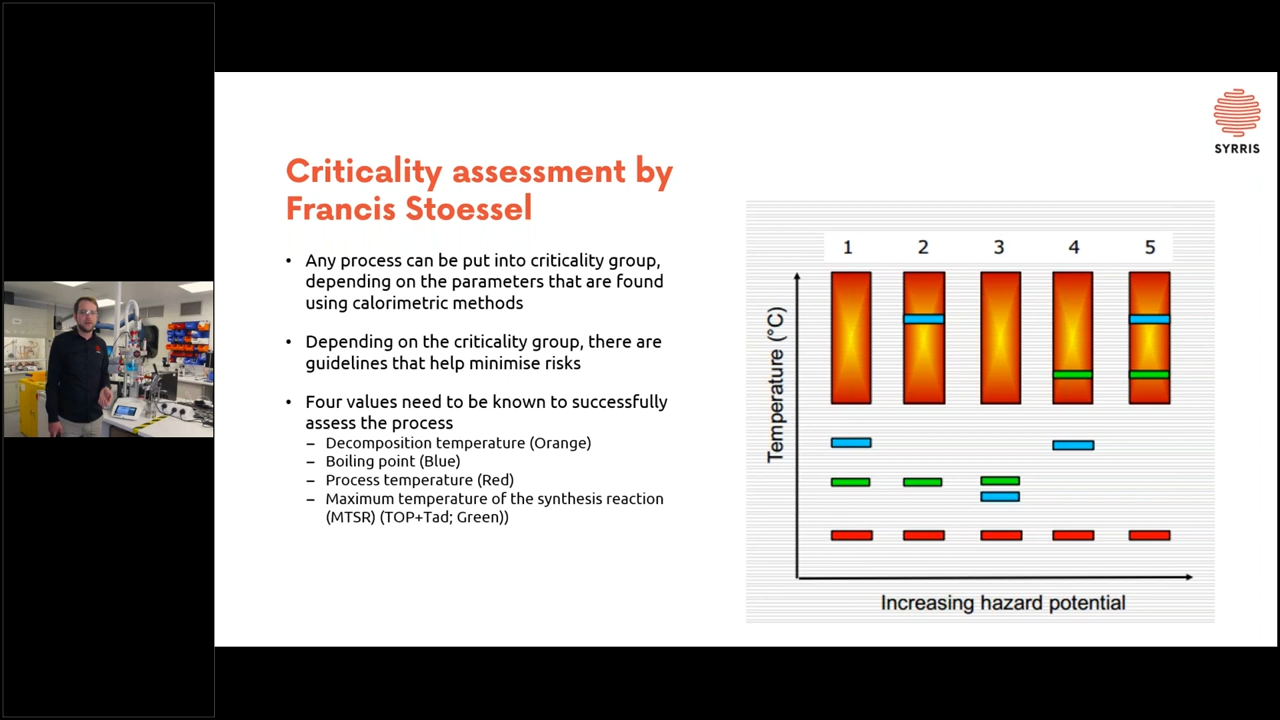 SYRRIS
Criticality assessment by
Francis Stoessel
• Any process can be put into criticality group,
depending on the parameters that are found
using calorimetric methods
• Depending on the criticality group, there are
guidelines that help minimise risks
• Four values need to be known to successfully
assess the process
– Decomposition temperature (Orange)
– Boiling point (Blue)
– Process temperature (Red)
– Maximum temperature of the synthesis reaction
(MTSR) (TOP+Tad; Green))
1 2 3 4 5
Temperature (°C)
Increasing hazard potential